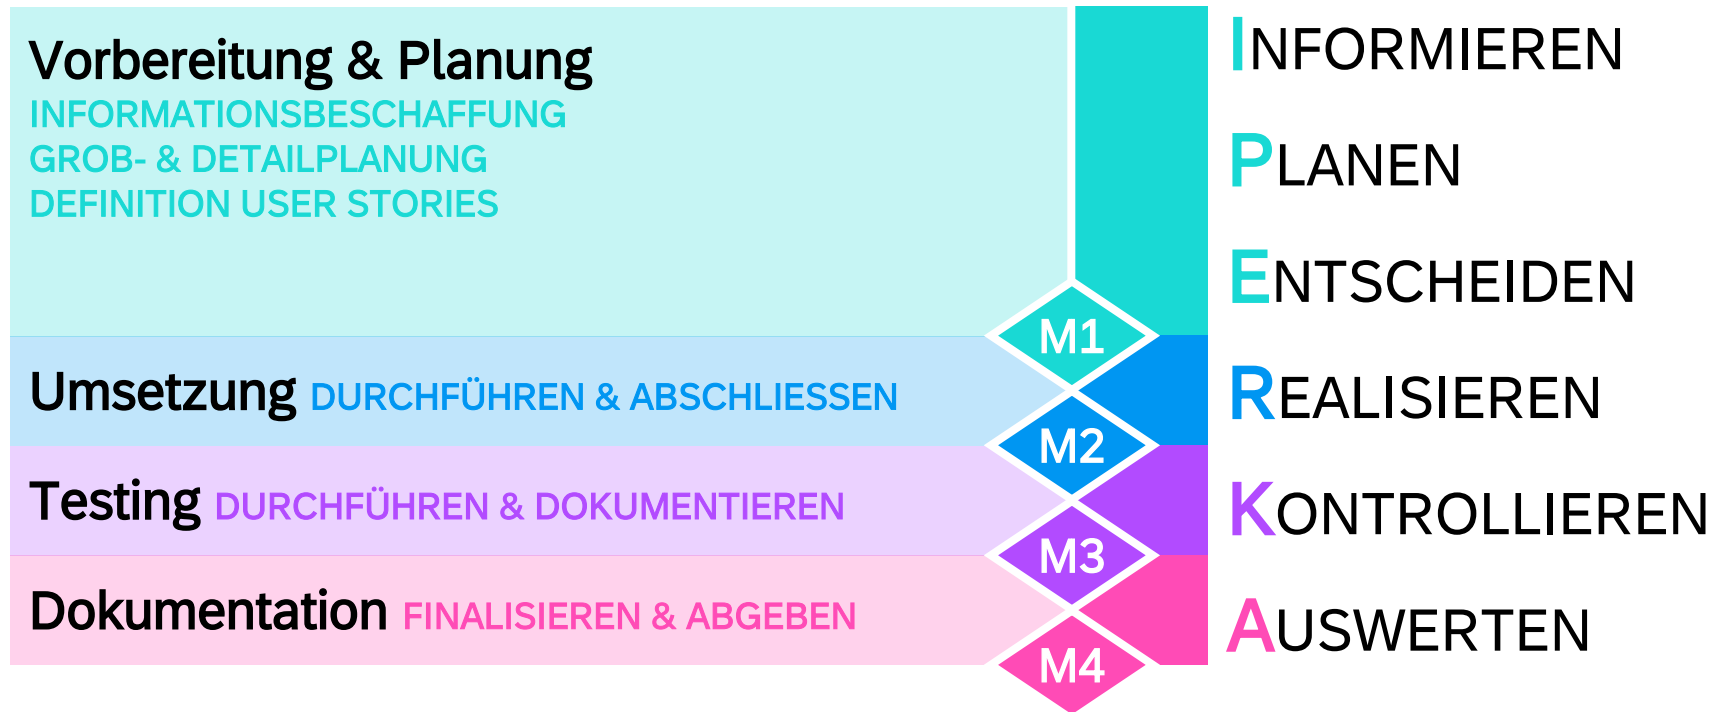 Vorbereitung & Planung
INFORMATIONSBESCHAFFUNG
GROB- & DETAILPLANUNG
DEFINITION USER STORIES
M1
Umsetzung DURCHFÜHREN & ABSCHLIESSEN
M2
Testing DURCHFÜHREN & DOKUMENTIEREN
M3
Dokumentation FINALISIEREN & ABGEBEN
M4
INFORMIEREN
PLANEN
ENTSCHEIDEN
REALISIEREN
KONTROLLIEREN
AUSWERTEN